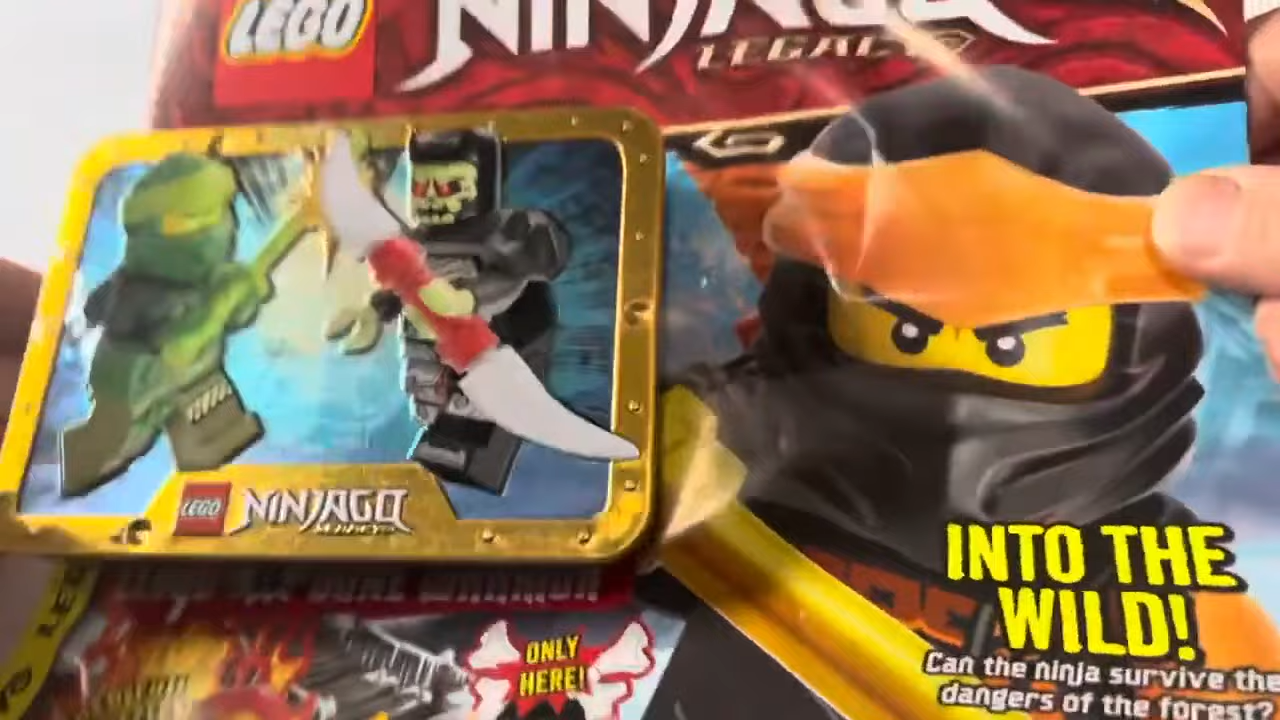 LEGO
NINJAGO
LEGACY
LEGO NINJAGO
LEGACY
ONLY
HERE!
INTO THE
WILD!
Can the ninja survive the
dangers of the forest?